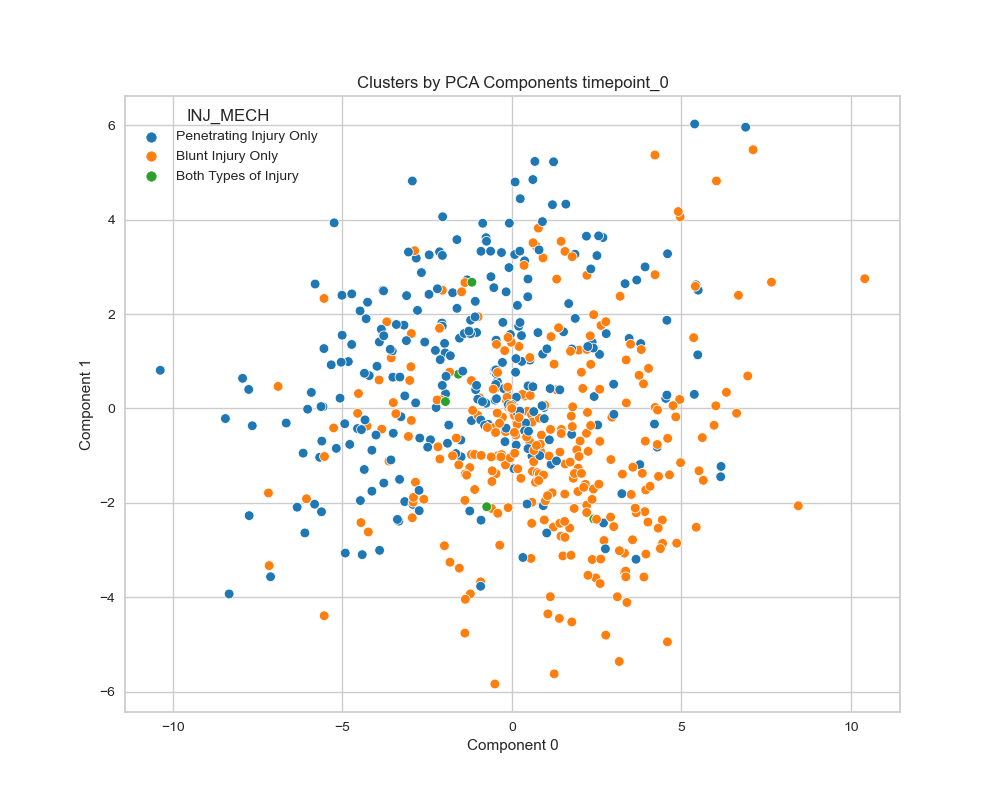 Clusters by PCA Components timepoint_0
INJ_MECH
Penetrating Injury Only
Blunt Injury Only
Both Types of Injury
6
4
2
0
−2
−4
−6
Component 1
−10
−5
0
5
10
Component 0